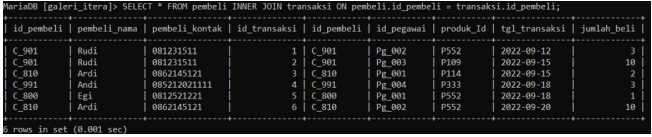 MariaDB [galeri_itera]> SELECT * FROM pembeli INNER JOIN transaksi ON pembeli.id_pembeli = transaksi.id_pembeli;
| id_pembeli | pembeli_nama | pembeli_kontak | id_transaksi | id_pembeli | id_pegawai | produk_Id | tgl_transaksi | jumlah_beli |
| C_901 | Rudi | 081231511 | 1 | C_901 | Pg_002 | P552 | 2022-09-12 | 3 |
| C_901 | Rudi | 081231511 | 2 | C_901 | Pg_003 | P109 | 2022-09-15 | 10 |
| C_810 | Ardi | 0862145121 | 3 | C_810 | Pg_001 | P114 | 2022-09-15 | 2 |
| C_991 | Andi | 085212021111 | 4 | C_991 | Pg_004 | P333 | 2022-09-18 | 3 |
| C_800 | Egi | 0812521221 | 5 | C_800 | Pg_001 | P552 | 2022-09-18 | 1 |
| C_810 | Ardi | 0862145121 | 6 | C_810 | Pg_002 | P552 | 2022-09-20 | 10 |
6 rows in set (0.001 sec)